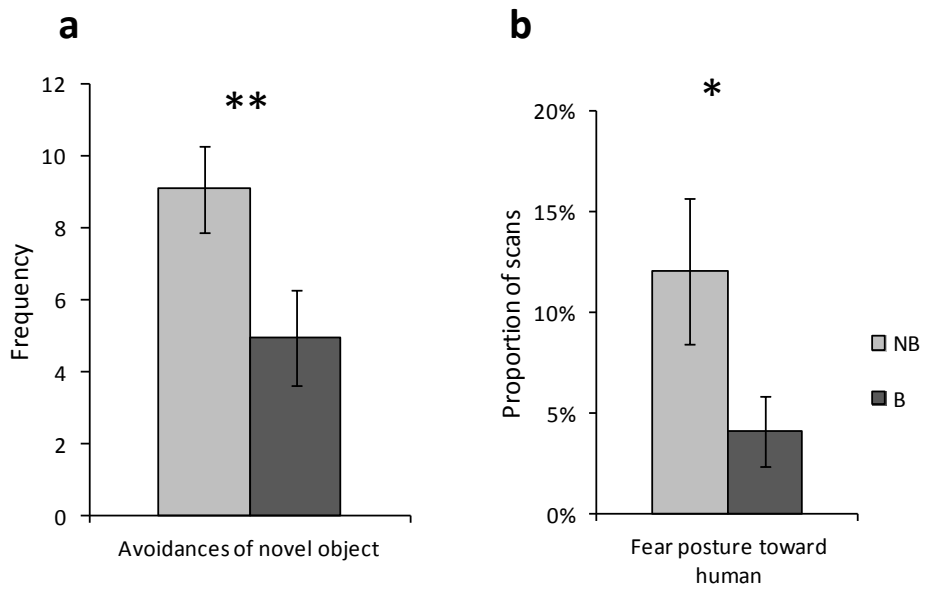 a
**
12
10
8
6
4
2
0
Frequency
Avoidances of novel object
b
*
20%
15%
10%
5%
0%
Proportion of scans
Fear posture toward
human
NB
B